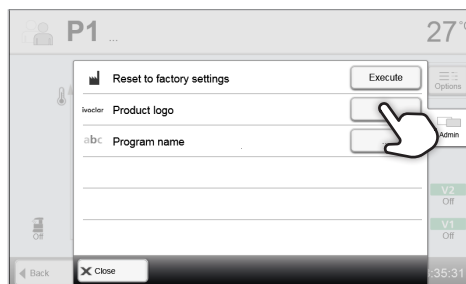 P1 ...
27 °
Reset to factory settings
Execute
Options
ivoclar Product logo
Admin
abc Program name
V2
Off
V1
Off
Off
Back
Close
:35:31